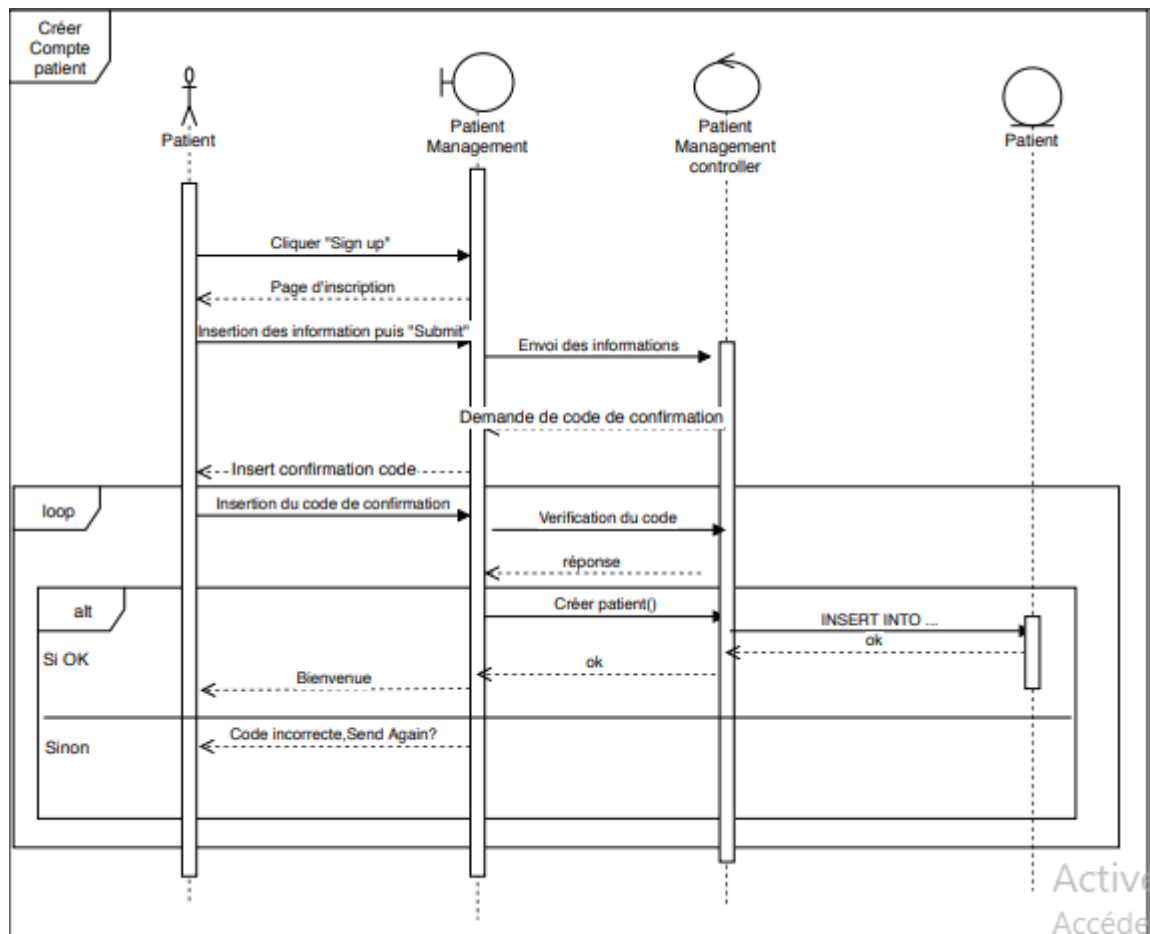 Créer
Compte
patient
Patient
Patient
Management
Patient
Management
controller
Patient
Cliquer "Sign up"
Page d'inscription
Insertion des information puis "Submit"
Envoi des informations
Demande de code de confirmation
Insert confirmation code
loop
Insertion du code de confirmation
Verification du code
réponse
alt
Créer patient()
INSERT INTO ...
ok
Si OK
ok
Bienvenue
Sinon
Code incorrecte,Send Again?
Active
Accéde